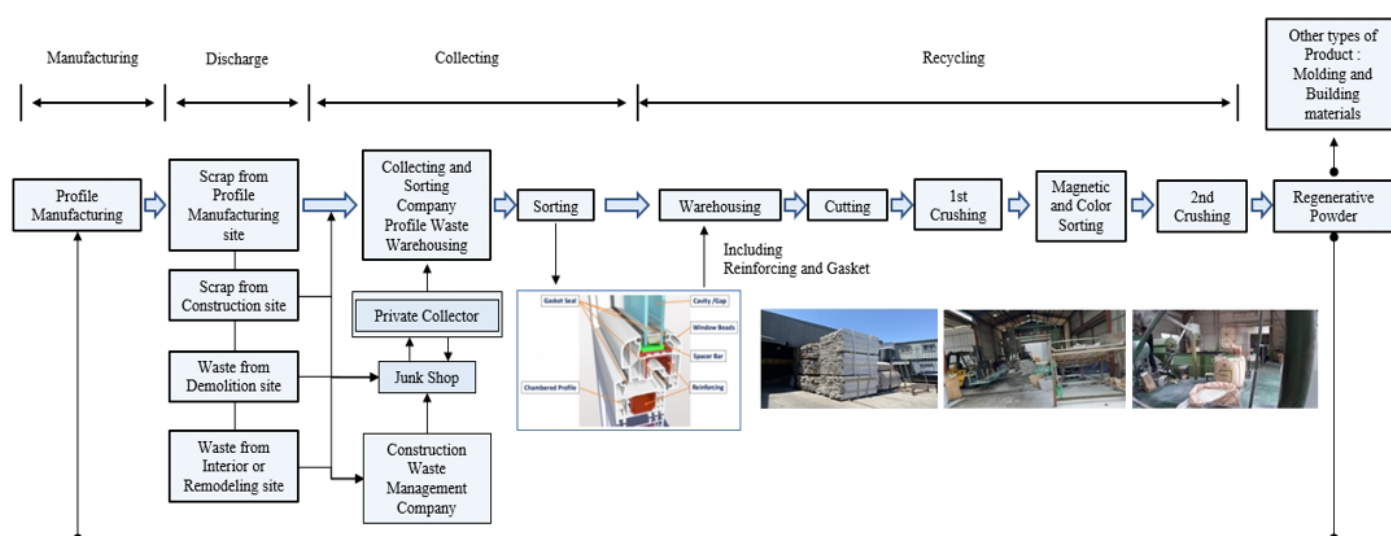 Manufacturing
Discharge
Collecting
Recycling
Other types of
Product :
Molding and
Building
materials
Profile
Manufacturing
Scrap from
Profile
Manufacturing
site
Collecting and
Sorting
Company
Profile Waste
Warehousing
Sorting
Warehousing
Cutting
1st
Crushing
Magnetic
and Color
Sorting
2nd
Crushing
Regenerative
Powder
Including
Reinforcing and Gasket
Scrap from
Construction site
Private Collector
Waste
from Demolition site
Junk Shop
Waste from
Interior or
Remodeling site
Construction
Waste
Management
Company
Gasket Seal
Cavity /Gap
Window Beads
Spacer Bar
Chambered Profile
Reinforcing